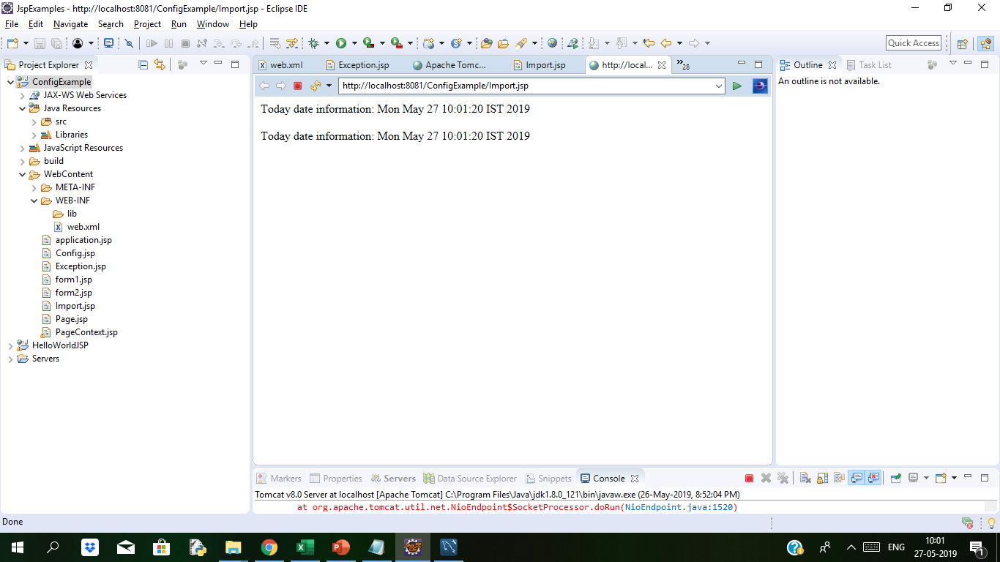 JspExamples - http://localhost:8081/ConfigExample/Import.jsp - Eclipse IDE
File Edit Navigate Search Project Run Window Help
Quick Access
Project Explorer
ConfigExample
JAX-WS Web Services
Java Resources
src
Libraries
JavaScript Resources
build
WebContent
META-INF
WEB-INF
lib
web.xml
application.jsp
Config.jsp
Exception.jsp
form1.jsp
form2.jsp
Import.jsp
Page.jsp
PageContext.jsp
HelloWorldJSP
Servers
web.xml Exception.jsp Apache Tomc... Import.jsp http://local... »28
http://localhost:8081/ConfigExample/Import.jsp
Today date information: Mon May 27 10:01:20 IST 2019
Today date information: Mon May 27 10:01:20 IST 2019
Outline Task List
An outline is not available.
Markers Properties Servers Data Source Explorer Snippets Console
Tomcat v8.0 Server at localhost [Apache Tomcat] C:\Program Files\Java\jdk1.8.0_121\bin\javaw.exe (26-May-2019, 8:52:04 PM)
at org.apache.tomcat.util.net.NioEndpoint$SocketProcessor.doRun(NioEndpoint.java:1520)
Done
ENG
10:01
27-05-2019
1